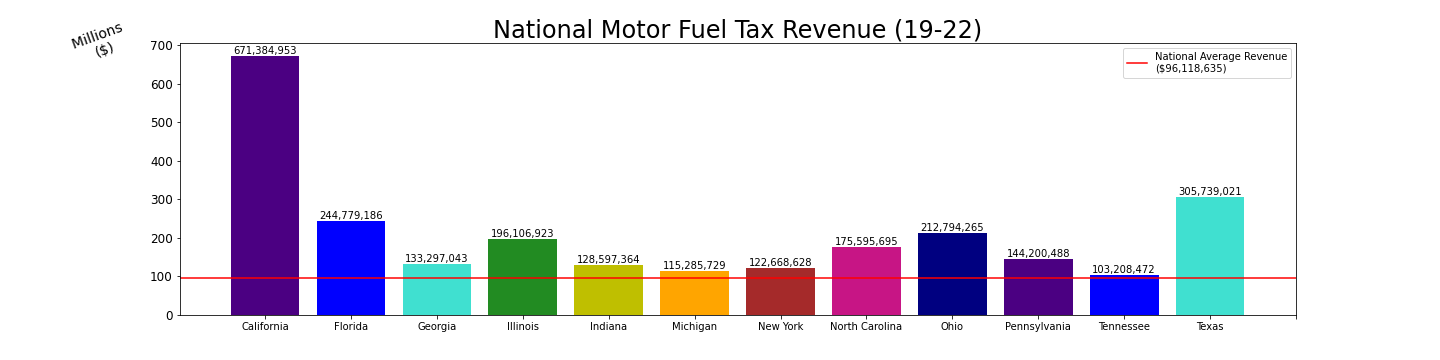 National Motor Fuel Tax Revenue (19-22)
Millions
($)
National Average Revenue
($96,118,635)
700
600
500
400
300
200
100
0
671,384,953
244,779,186
133,297,043
196,106,923
128,597,364
115,285,729
122,668,628
175,595,695
212,794,265
144,200,488
103,208,472
305,739,021
California
Florida
Georgia
Illinois
Indiana
Michigan
New York
North Carolina
Ohio
Pennsylvania
Tennessee
Texas